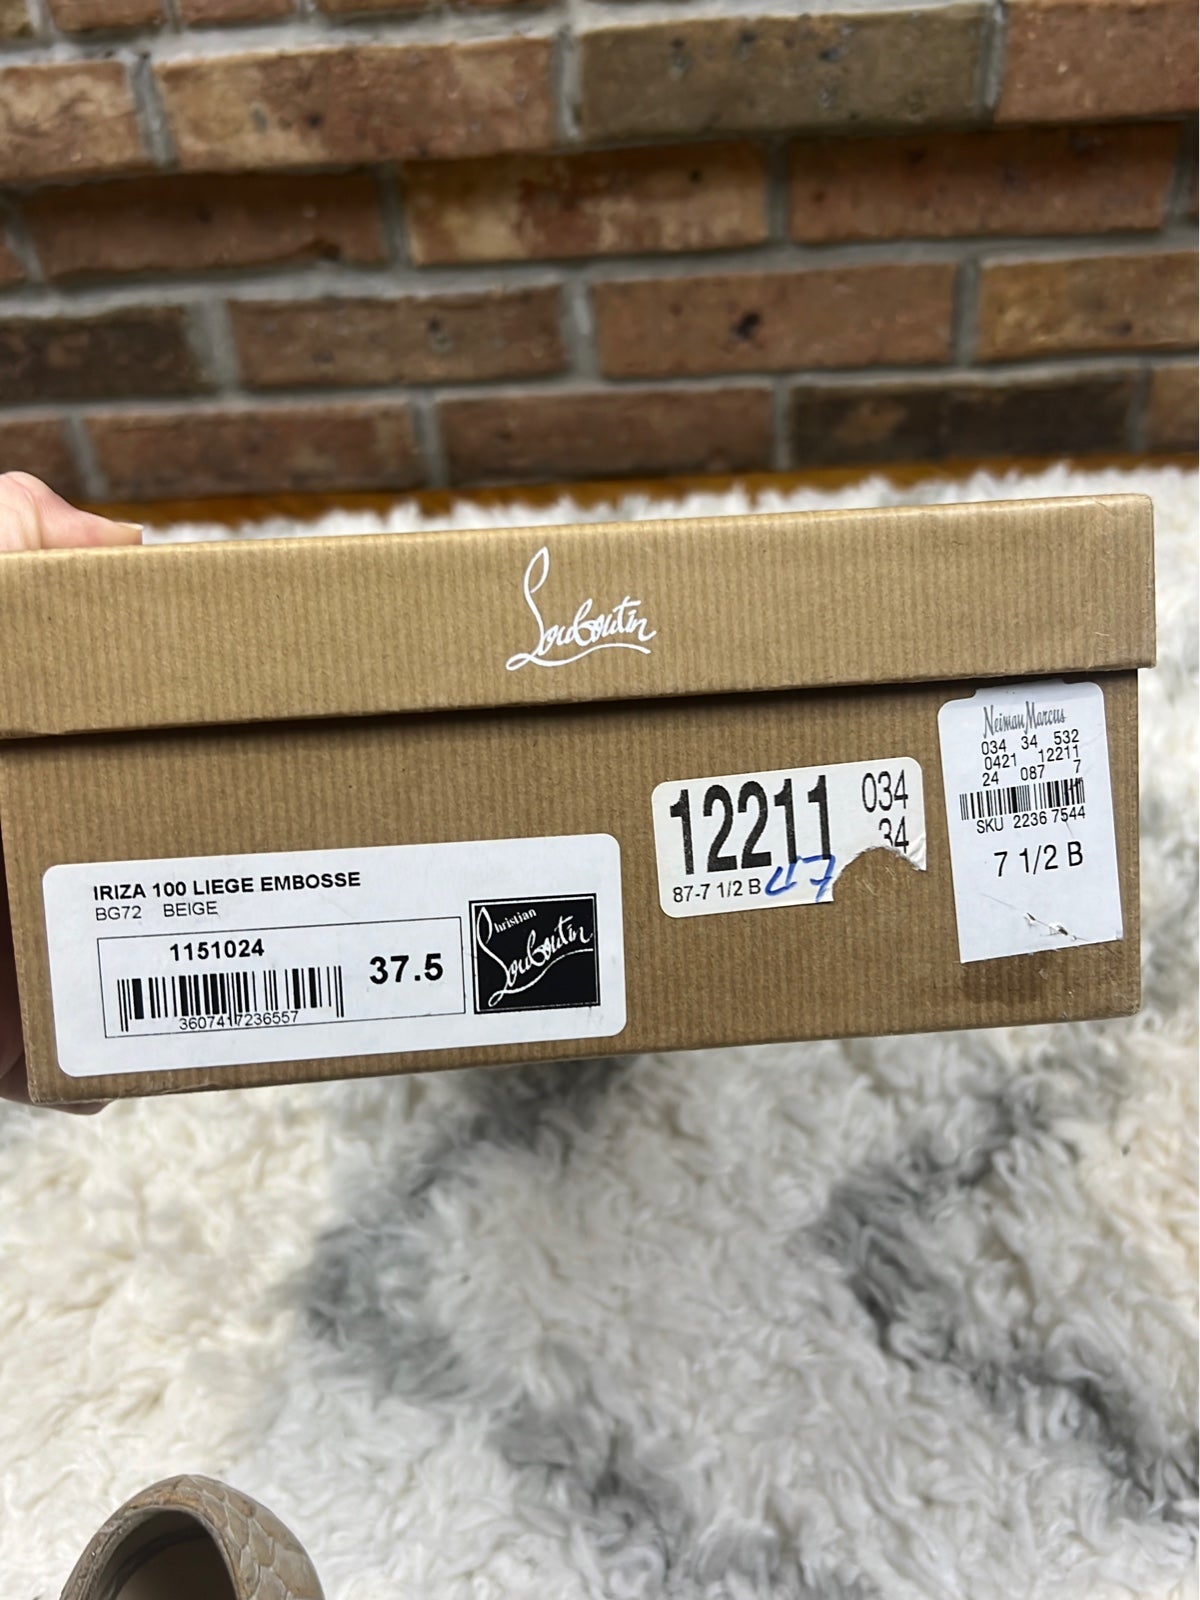 Louboutin
Neiman Marcus
034 34 532
0421 12211
24 087 7
SKU 2236 7544
7 1/2 B
12211 034
34
87-7 1/2 B 47
IRIZA 100 LIEGE EMBOSSE
BG72 BEIGE
1151024
37.5
3607417236557
Christian
Louboutin